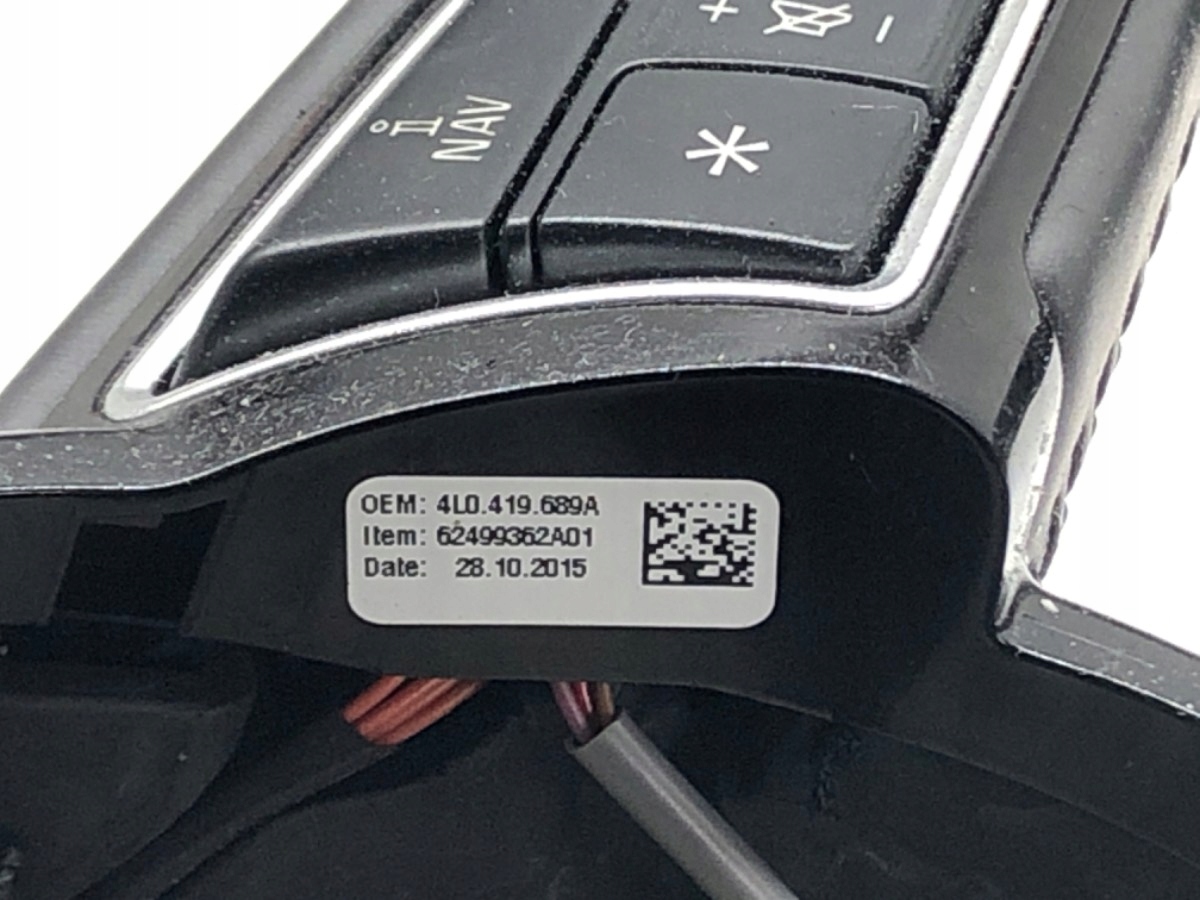 + -
NAV
*
OEM: 4L0.419.689A
Item: 62499362A01
Date: 28.10.2015